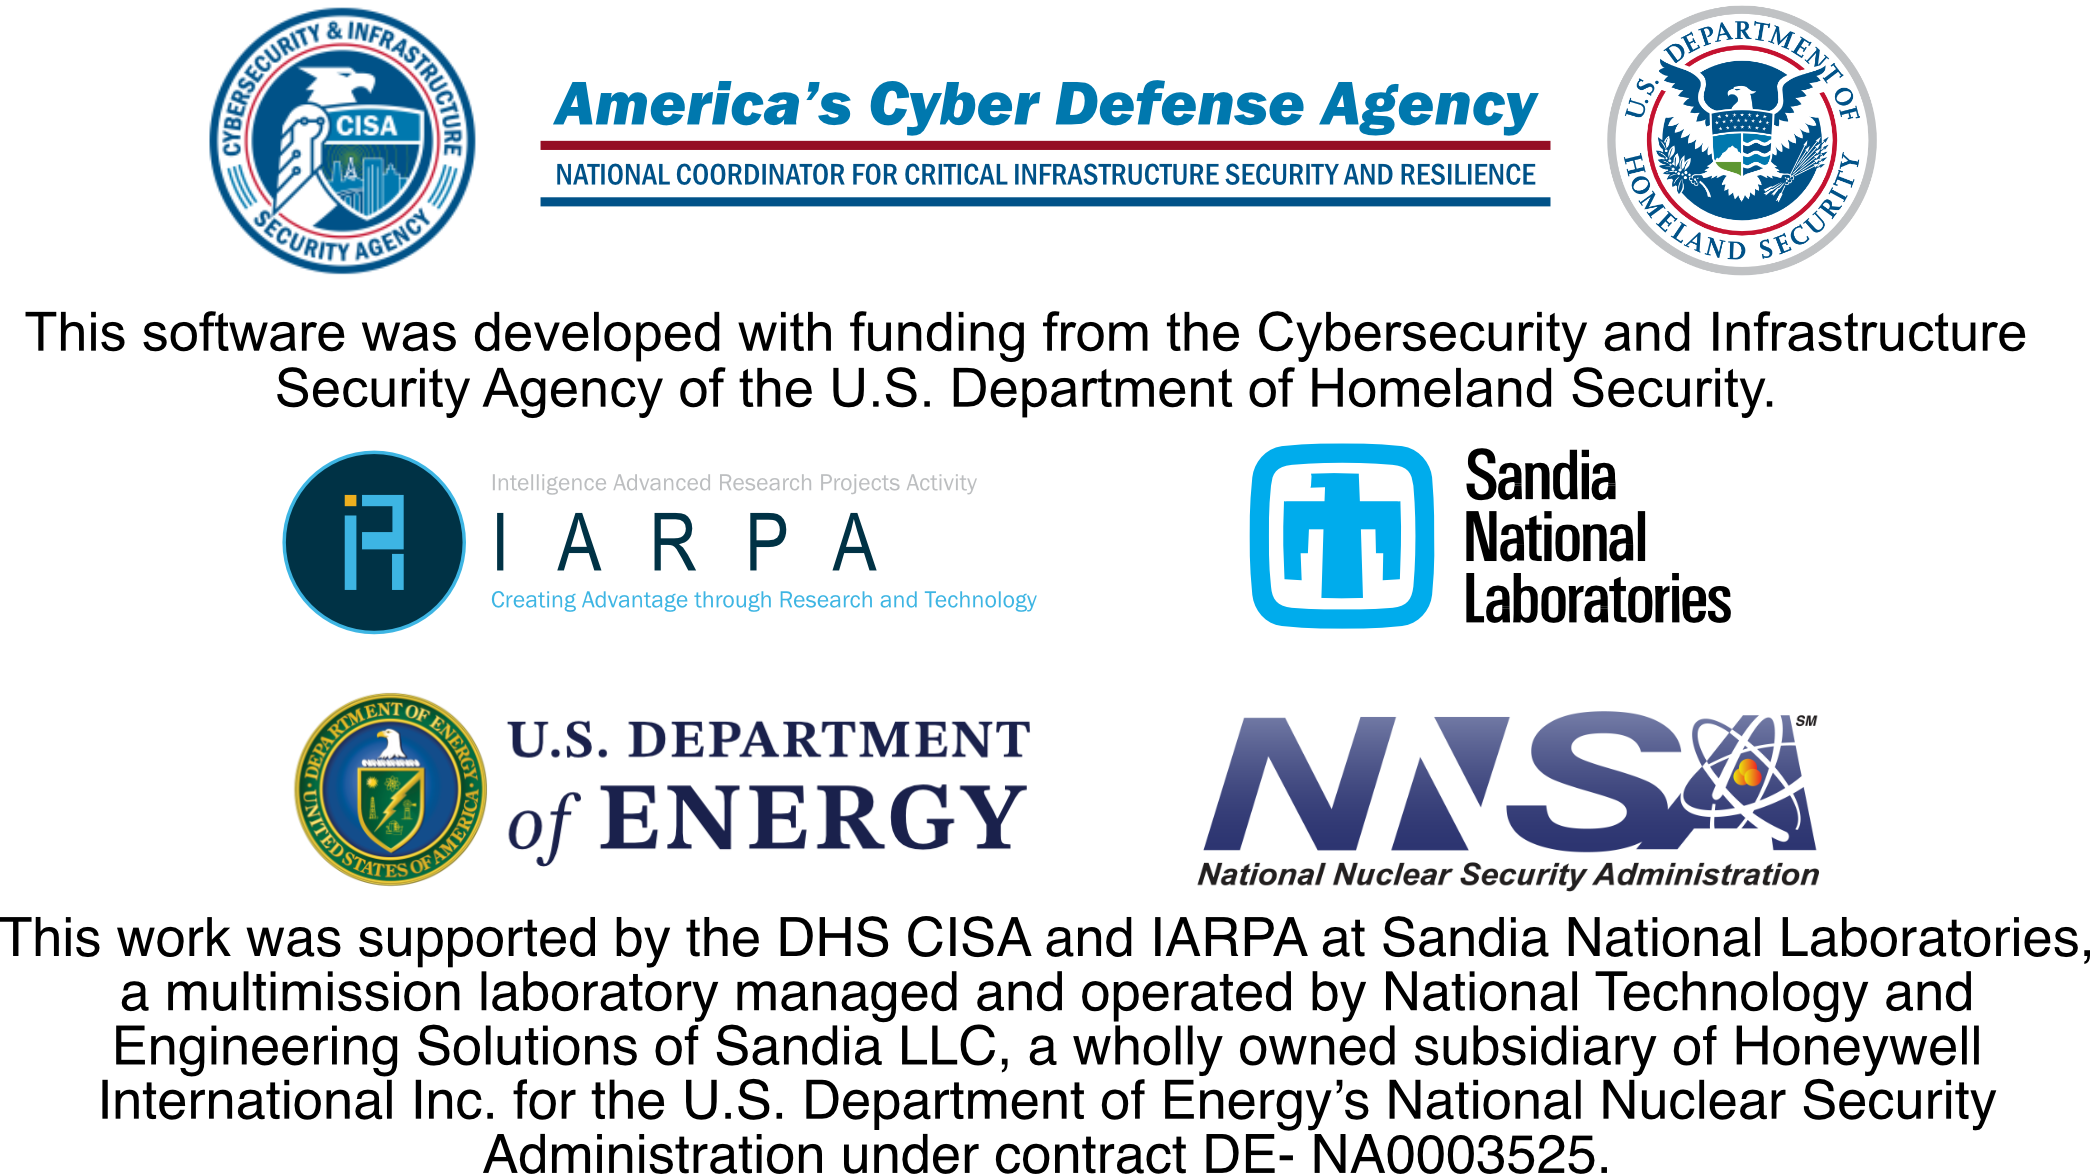 CYBERSECURITY & INFRASTRUCTURE
SECURITY AGENCY
CISA
America's Cyber Defense Agency
NATIONAL COORDINATOR FOR CRITICAL INFRASTRUCTURE SECURITY AND RESILIENCE
U.S. DEPARTMENT OF
HOMELAND SECURITY
This software was developed with funding from the Cybersecurity and Infrastructure
Security Agency of the U.S. Department of Homeland Security.
Intelligence Advanced Research Projects Activity
IARPA
Creating Advantage through Research and Technology
Sandia
National
Laboratories
DEPARTMENT OF ENERGY
UNITED STATES OF AMERICA
U.S. DEPARTMENT
of ENERGY
NNSA SM
National Nuclear Security Administration
This work was supported by the DHS CISA and IARPA at Sandia National Laboratories,
a multimission laboratory managed and operated by National Technology and
Engineering Solutions of Sandia LLC, a wholly owned subsidiary of Honeywell
International Inc. for the U.S. Department of Energy’s National Nuclear Security
Administration under contract DE- NA0003525.